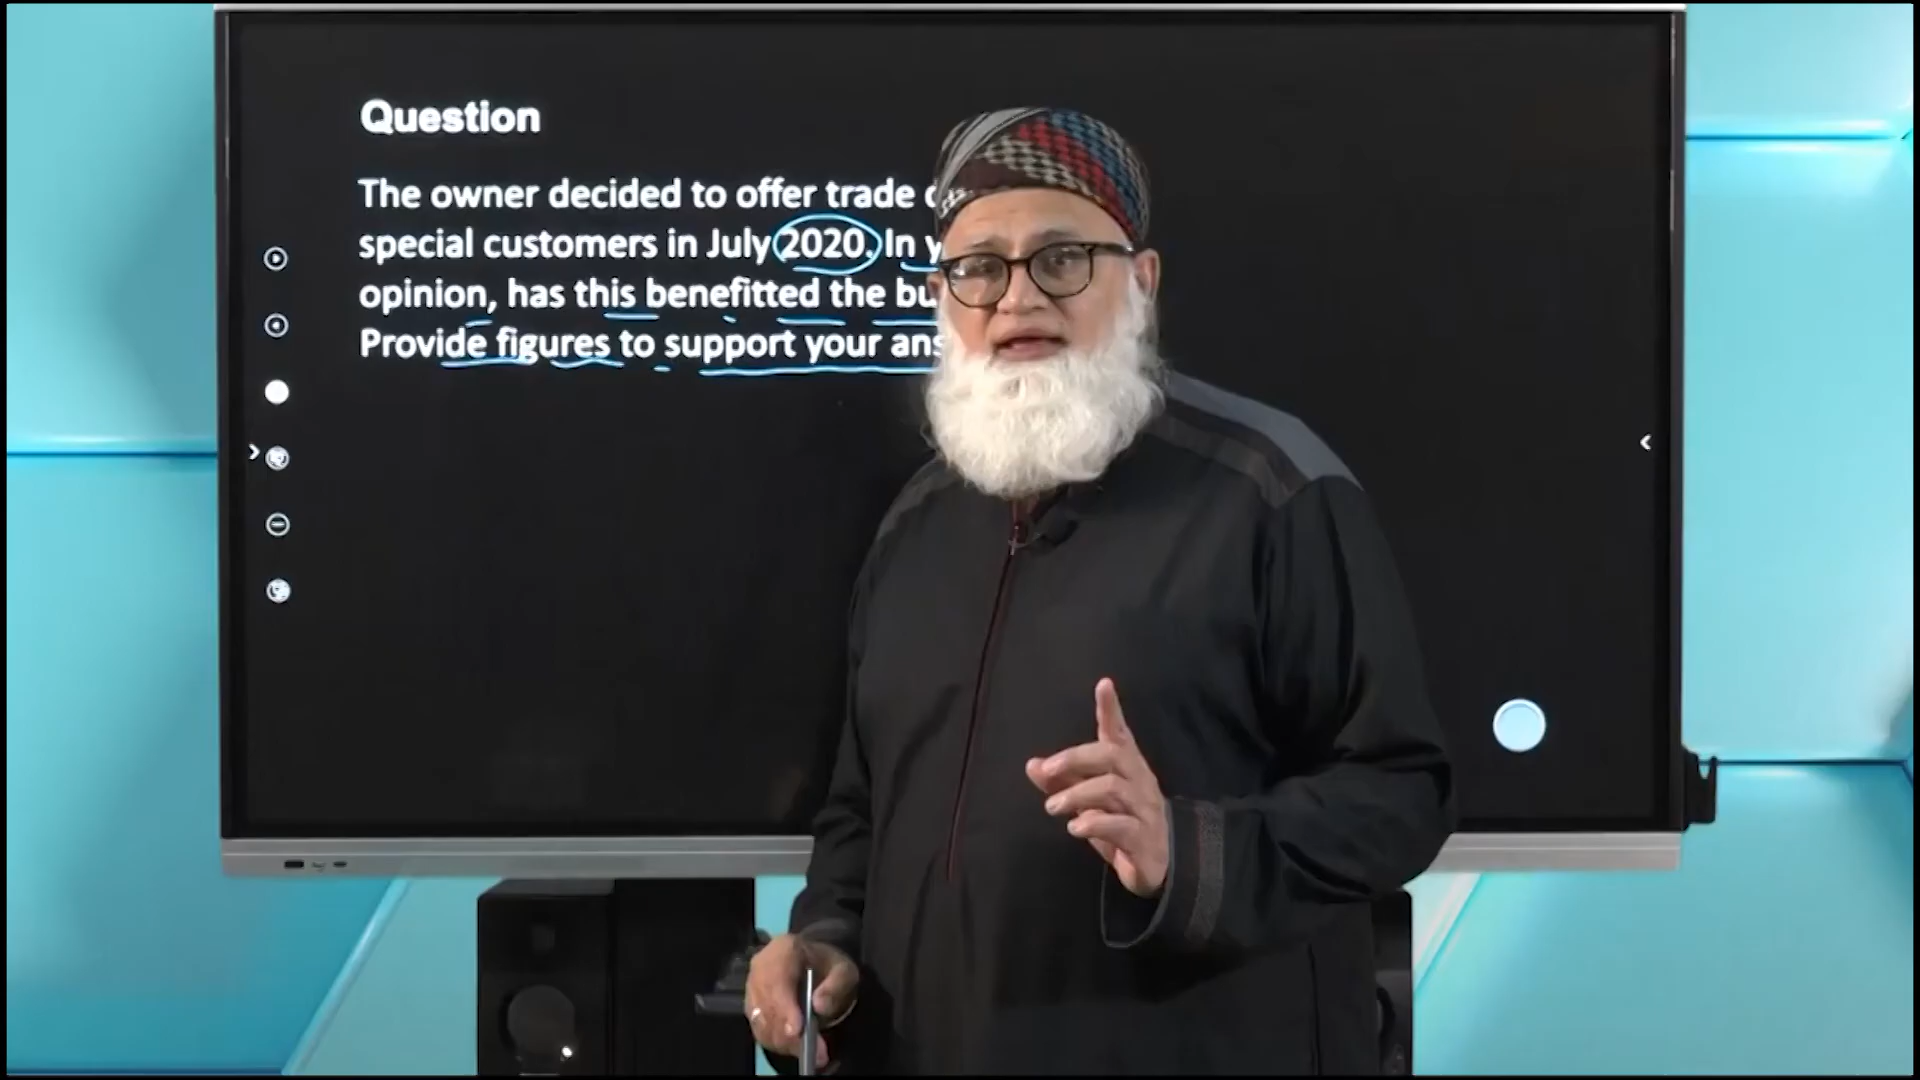 Question
The owner decided to offer trade
special customers in July 2020. In
opinion, has this benefitted the
Provide figures to support your